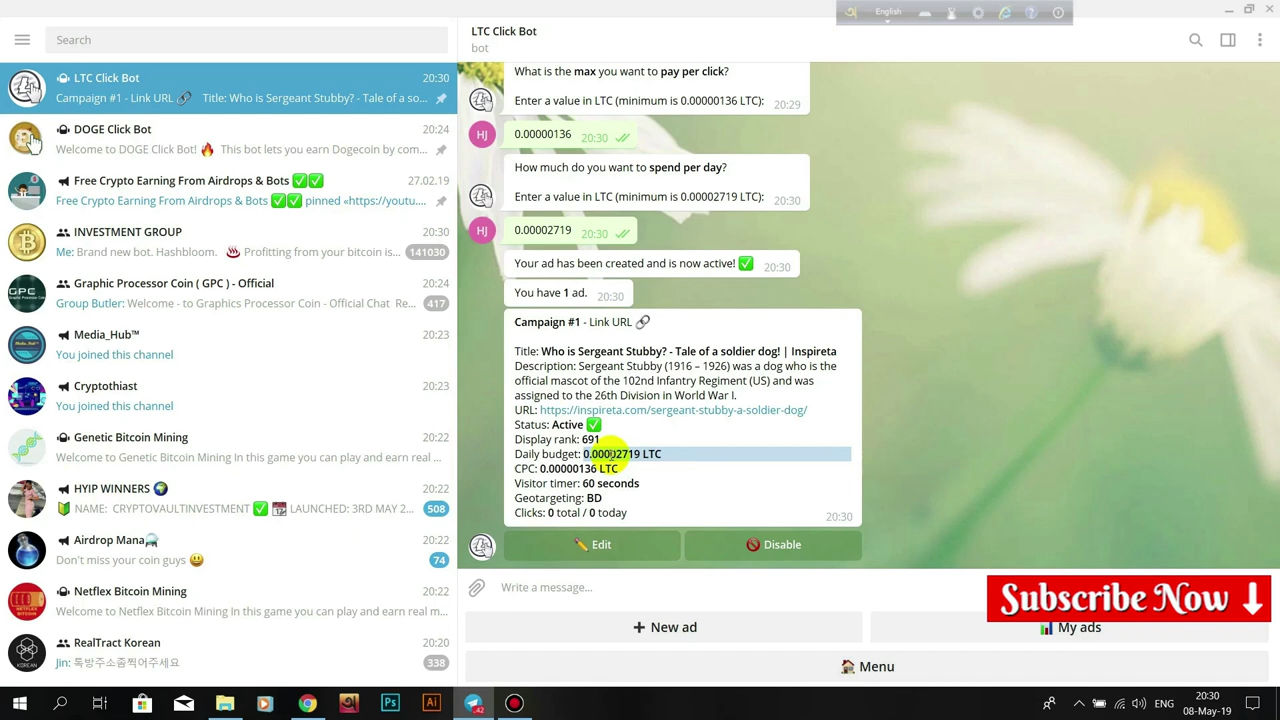 English
Search
LTC Click Bot
bot
LTC Click Bot 20:30
Campaign #1 - Link URL 🔗 Title: Who is Sergeant Stubby? - Tale of a so...
DOGE Click Bot 20:24
Welcome to DOGE Click Bot! 🔥 This bot lets you earn Dogecoin by com...
Free Crypto Earning From Airdrops & Bots ✅✅ 27.02.19
Free Crypto Earning From Airdrops & Bots ✅✅ pinned «https://youtu....
INVESTMENT GROUP 20:30
Me: Brand new bot. Hashbloom. ♨️ Profitting from your bitcoin is... 141030
Graphic Processor Coin ( GPC ) - Official 20:24
Group Butler: Welcome - to Graphics Processor Coin - Official Chat Re... 417
GPC
Media_Hub™ 20:23
You joined this channel
Cryptothiast 20:23
You joined this channel
Genetic Bitcoin Mining 20:22
Welcome to Netflex Bitcoin Mining In this game you can play and earn real ...
HYIP WINNERS 🌍 20:22
🔰 NAME: CRYPTOVAULTINVESTMENT ✅ 📆 LAUNCHED: 3RD MAY 2... 508
Airdrop Mana🔮 20:22
Don't miss your coin guys 😃 74
Netflex Bitcoin Mining 20:22
Welcome to Netflex Bitcoin Mining In this game you can play and earn real m...
RealTract Korean 20:20
Jin: 톡방주소줌찍어주세요 338
KOREAN
What is the max you want to pay per click?
Enter a value in LTC (minimum is 0.00000136 LTC): 20:29
HJ 0.00000136 20:30
How much do you want to spend per day?
Enter a value in LTC (minimum is 0.00002719 LTC): 20:30
HJ 0.00002719 20:30
Your ad has been created and is now active! ✅ 20:30
You have 1 ad. 20:30
Campaign #1 - Link URL 🔗
Title: Who is Sergeant Stubby? - Tale of a soldier dog! | Inspireta
Description: Sergeant Stubby (1916 – 1926) was a dog who is the
official mascot of the 102nd Infantry Regiment (US) and was
assigned to the 26th Division in World War I.
URL: https://inspireta.com/sergeant-stubby-a-soldier-dog/
Status: Active ✅
Display rank: 691
Daily budget: 0.00002719 LTC
CPC: 0.00000136 LTC
Visitor timer: 60 seconds
Geotargeting: BD
Clicks: 0 total / 0 today 20:30
✏️ Edit
🚫 Disable
Write a message...
Subscribe Now
➕ New ad
📊 My ads
🏠 Menu
Ps
Ai
42
ENG
20:30
08-May-19